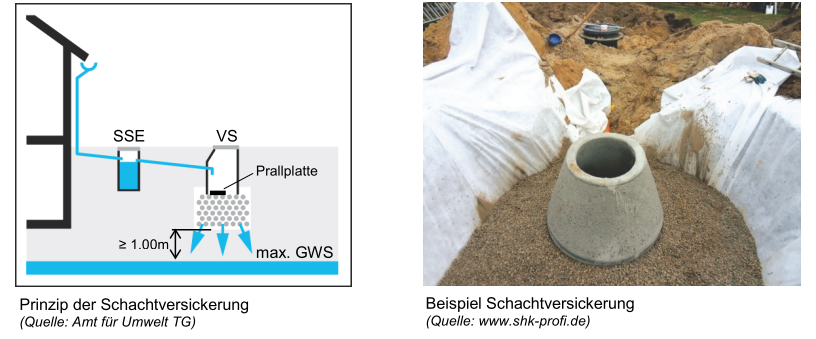 SSE
VS
Prallplatte
≥ 1.00m
max. GWS
Prinzip der Schachtversickerung
(Quelle: Amt für Umwelt TG)
Beispiel Schachtversickerung
(Quelle: www.shk-profi.de)